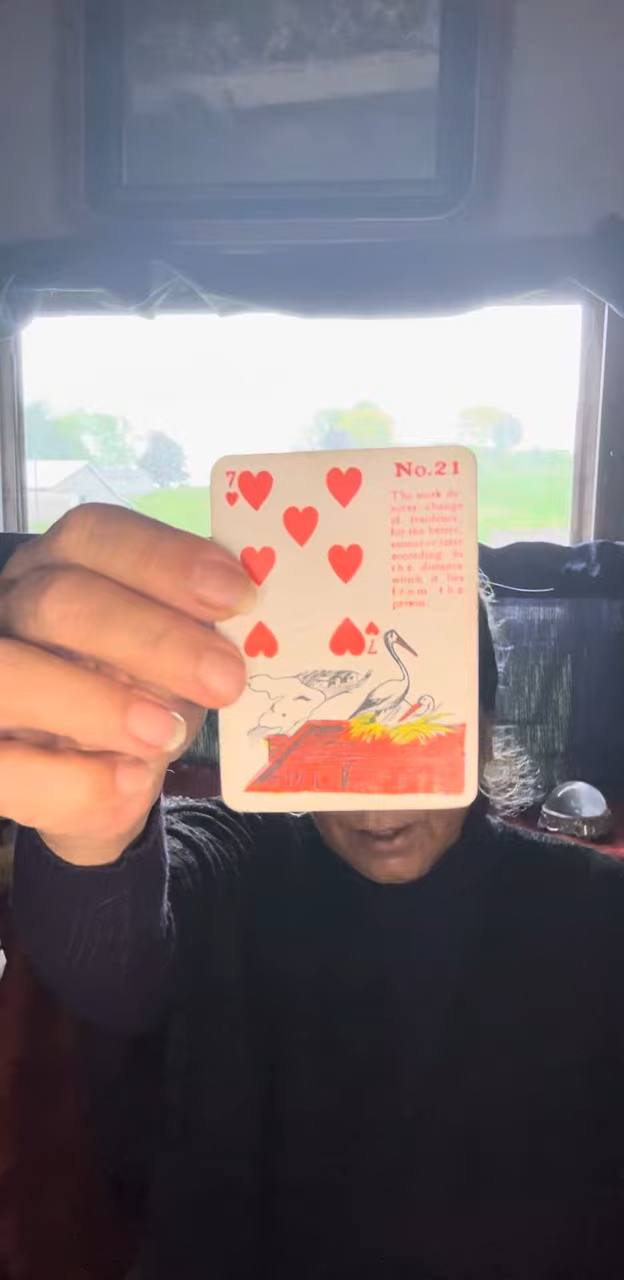 7
No.21
The stork de-
notes change
of residence,
for the better,
sooner or later
according to
the distance
which it lies
from the
person.
7